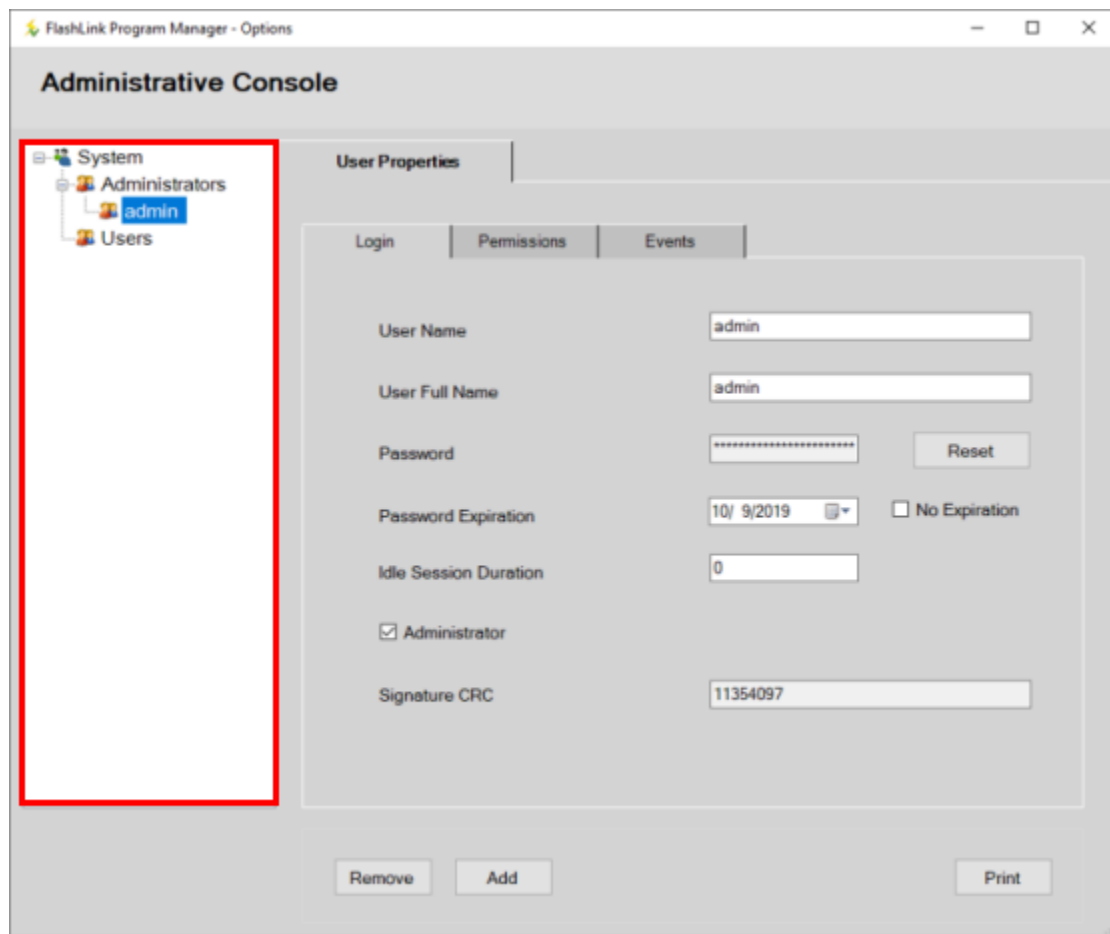 FlashLink Program Manager - Options
Administrative Console
System
Administrators
admin
Users
User Properties
Login Permissions Events
User Name admin
User Full Name admin
Password *********************** Reset
Password Expiration 10/ 9/2019 No Expiration
Idle Session Duration 0
Administrator
Signature CRC 11354097
Remove Add Print